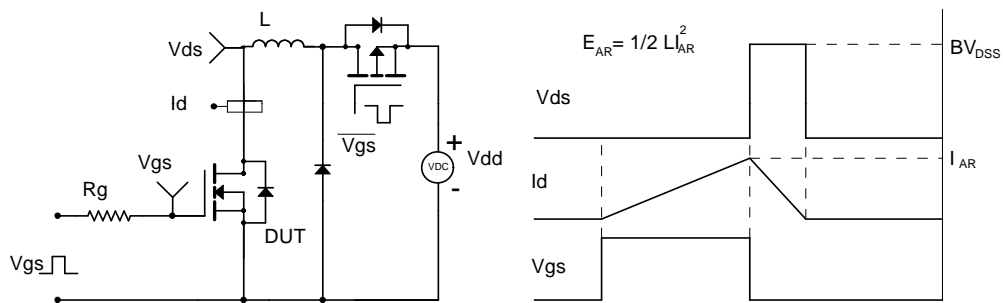 L
Vds
Id
Vgs
Vgs
+
VDC
Vdd
-
Rg
DUT
Vgs
E_AR = 1/2 LI_AR^2
BV_DSS
Vds
I_AR
Id
Vgs